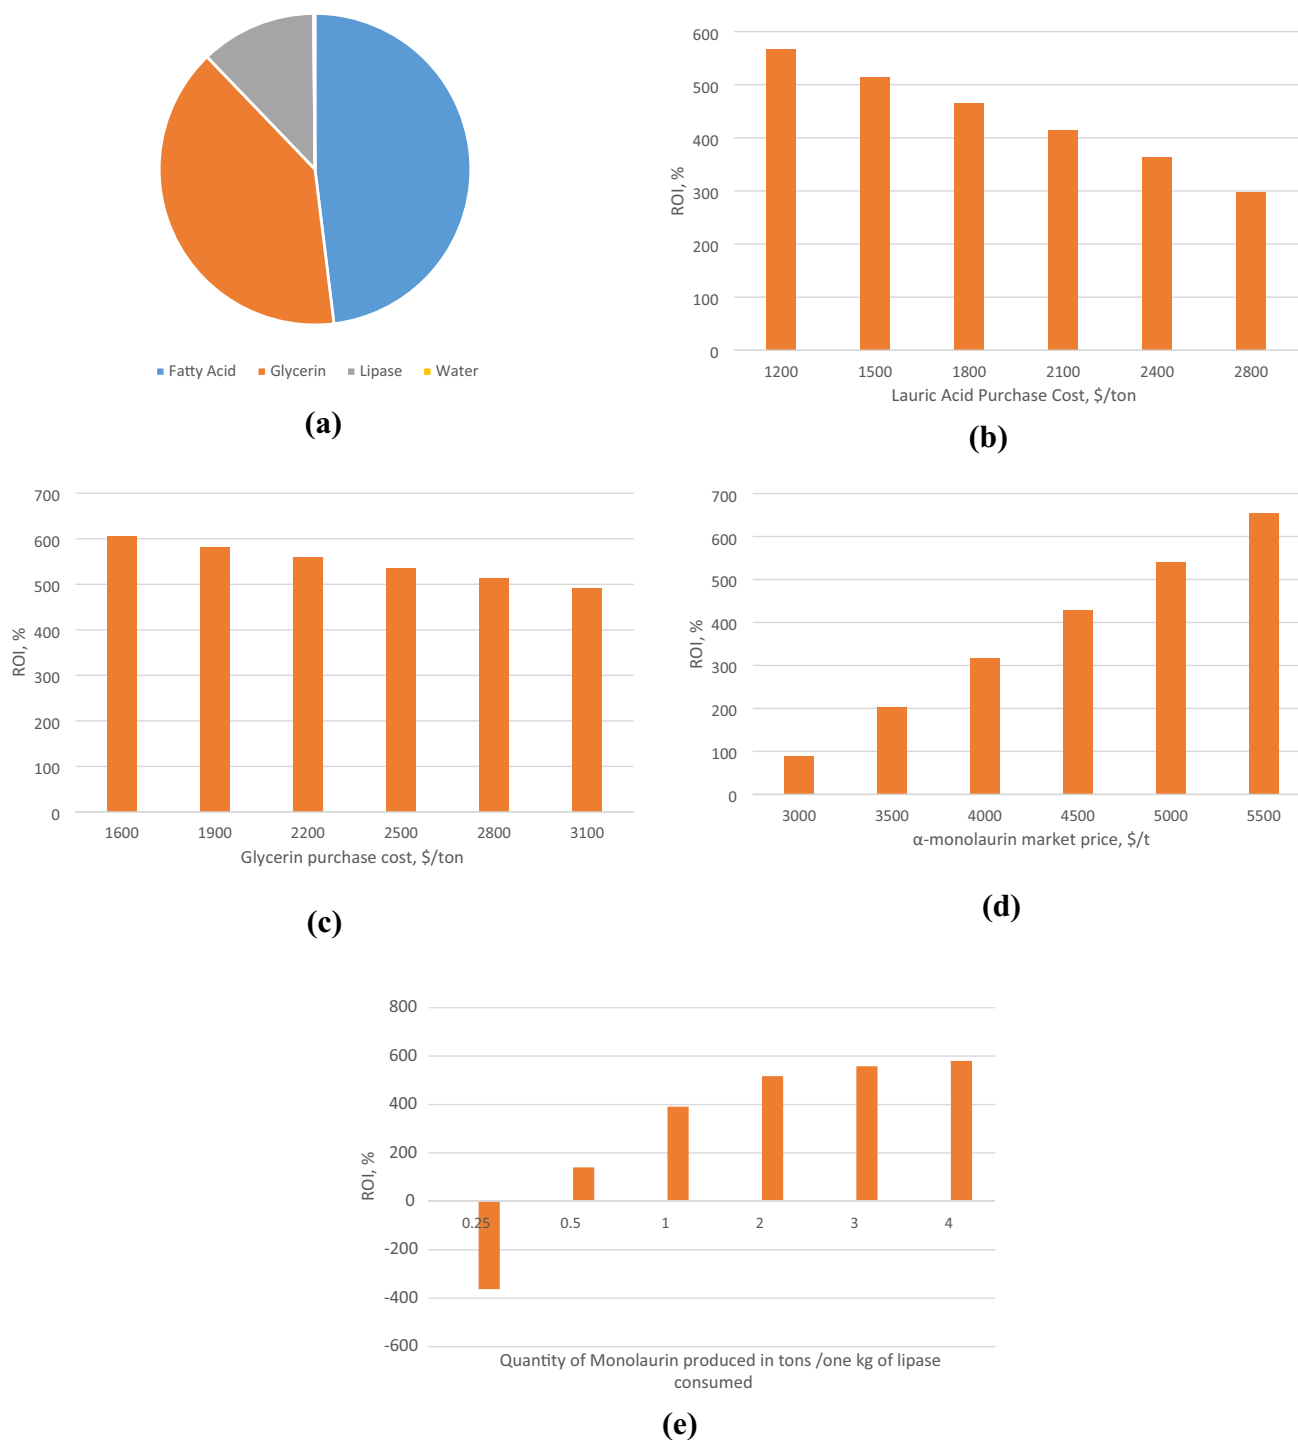 Fatty Acid Glycerin Lipase Water
(a)
600
500
400
300
200
100
0
ROI, %
1200 1500 1800 2100 2400 2800
Lauric Acid Purchase Cost, $/ton
(b)
700
600
500
400
300
200
100
0
ROI, %
1600 1900 2200 2500 2800 3100
Glycerin purchase cost, $/ton
(c)
700
600
500
400
300
200
100
0
ROI, %
3000 3500 4000 4500 5000 5500
α-monolaurin market price, $/t
(d)
800
600
400
200
0
-200
-400
-600
ROI, %
0.25 0.5 1 2 3 4
Quantity of Monolaurin produced in tons /one kg of lipase
consumed
(e)